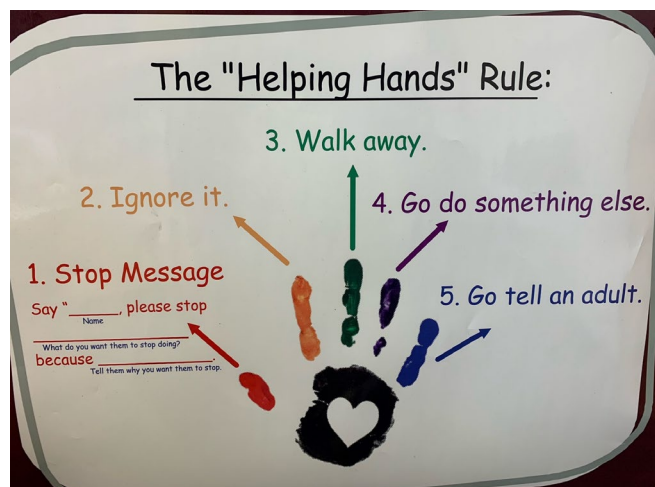 The "Helping Hands" Rule:
3. Walk away.
2. Ignore it.
4. Go do something else.
1. Stop Message
Say "______, please stop
Name
____________________
What do you want them to stop doing?
because ______________.
Tell them why you want them to stop.
5. Go tell an adult.